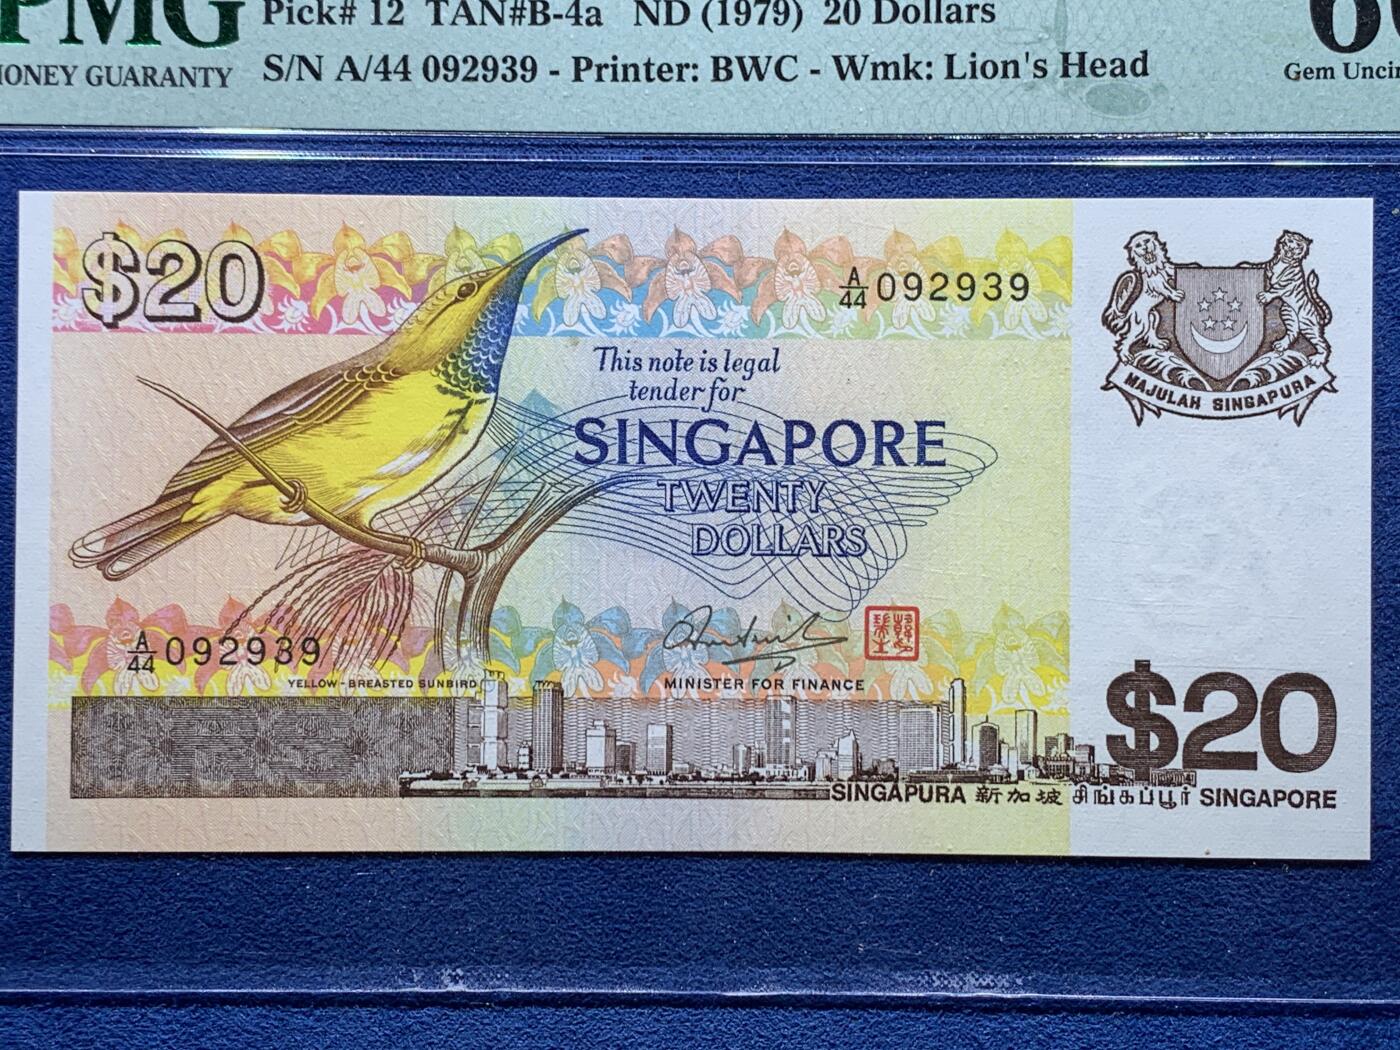 PMG
MONEY GUARANTY
Pick# 12 TAN#B-4a ND (1979) 20 Dollars
S/N A/44 092939 - Printer: BWC - Wmk: Lion's Head
Gem
$20
A/44 092939
This note is legal
tender for
SINGAPORE
TWENTY
DOLLARS
MAJULAH SINGAPURA
A/44 092939
YELLOW-BREASTED SUNBIRD
MINISTER FOR FINANCE
$20
SINGAPURA 新加坡 சிங்கப்பூர் SINGAPORE